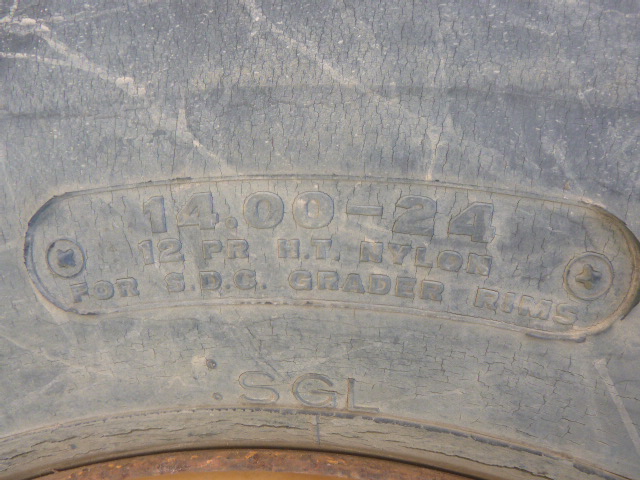 14.00-24
12 PR H.T. NYLON
FOR S.D.C. GRADER RIMS
SGL